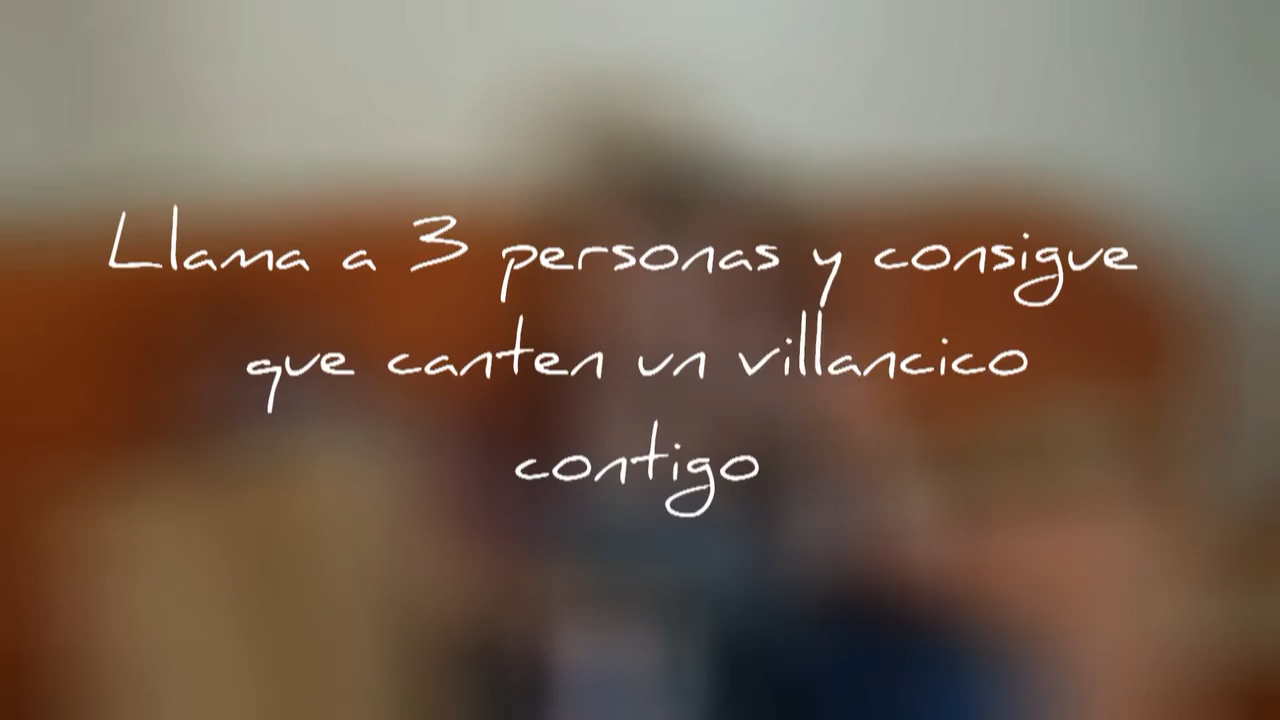 Llama a 3 personas y consigue
que canten un villancico
contigo